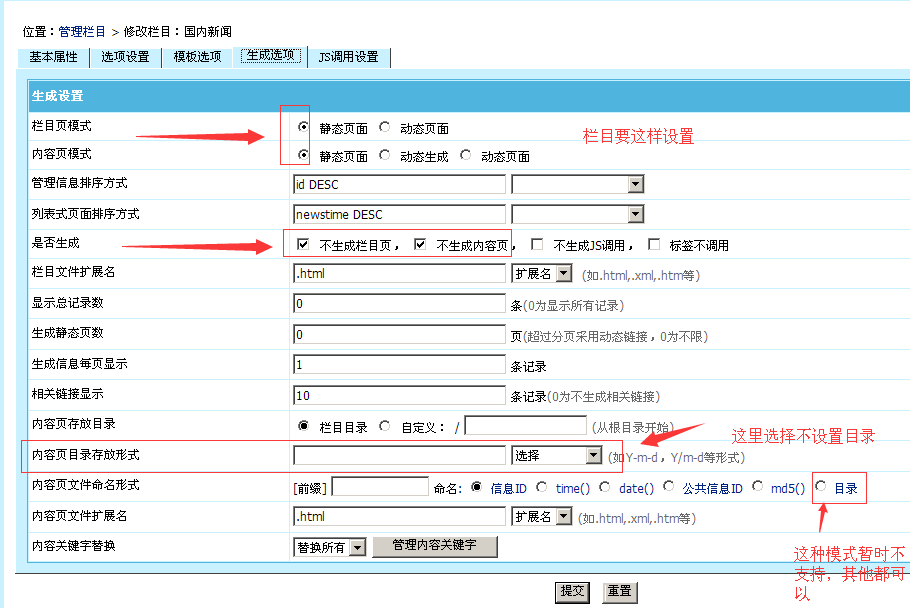 位置：管理栏目 > 修改栏目：国内新闻
基本属性 选项设置 模板选项 生成选项 JS调用设置
生成设置
栏目页模式 静态页面 动态页面
栏目要这样设置
内容页模式 静态页面 动态生成 动态页面
管理信息排序方式 id DESC
列表式页面排序方式 newstime DESC
是否生成 不生成栏目页， 不生成内容页， 不生成JS调用， 标签不调用
栏目文件扩展名 .html 扩展名 (如.html,.xml,.htm等)
显示总记录数 0 条(0为显示所有记录)
生成静态页数 0 页(超过分页采用动态链接，0为不限)
生成信息每页显示 1 条记录
相关链接显示 10 条记录(0为不生成相关链接)
内容页存放目录 栏目目录 自定义： / (从根目录开始)
这里选择不设置目录
内容页目录存放形式 选择 (如Y-m-d，Y/m-d等形式)
内容页文件命名形式 [前缀] 命名: 信息ID time() date() 公共信息ID md5() 目录
内容页文件扩展名 .html 扩展名 (如.html,.xml,.htm等)
内容关键字替换 替换所有 管理内容关键字
这种模式暂时不
支持，其他都可
以
提交 重置